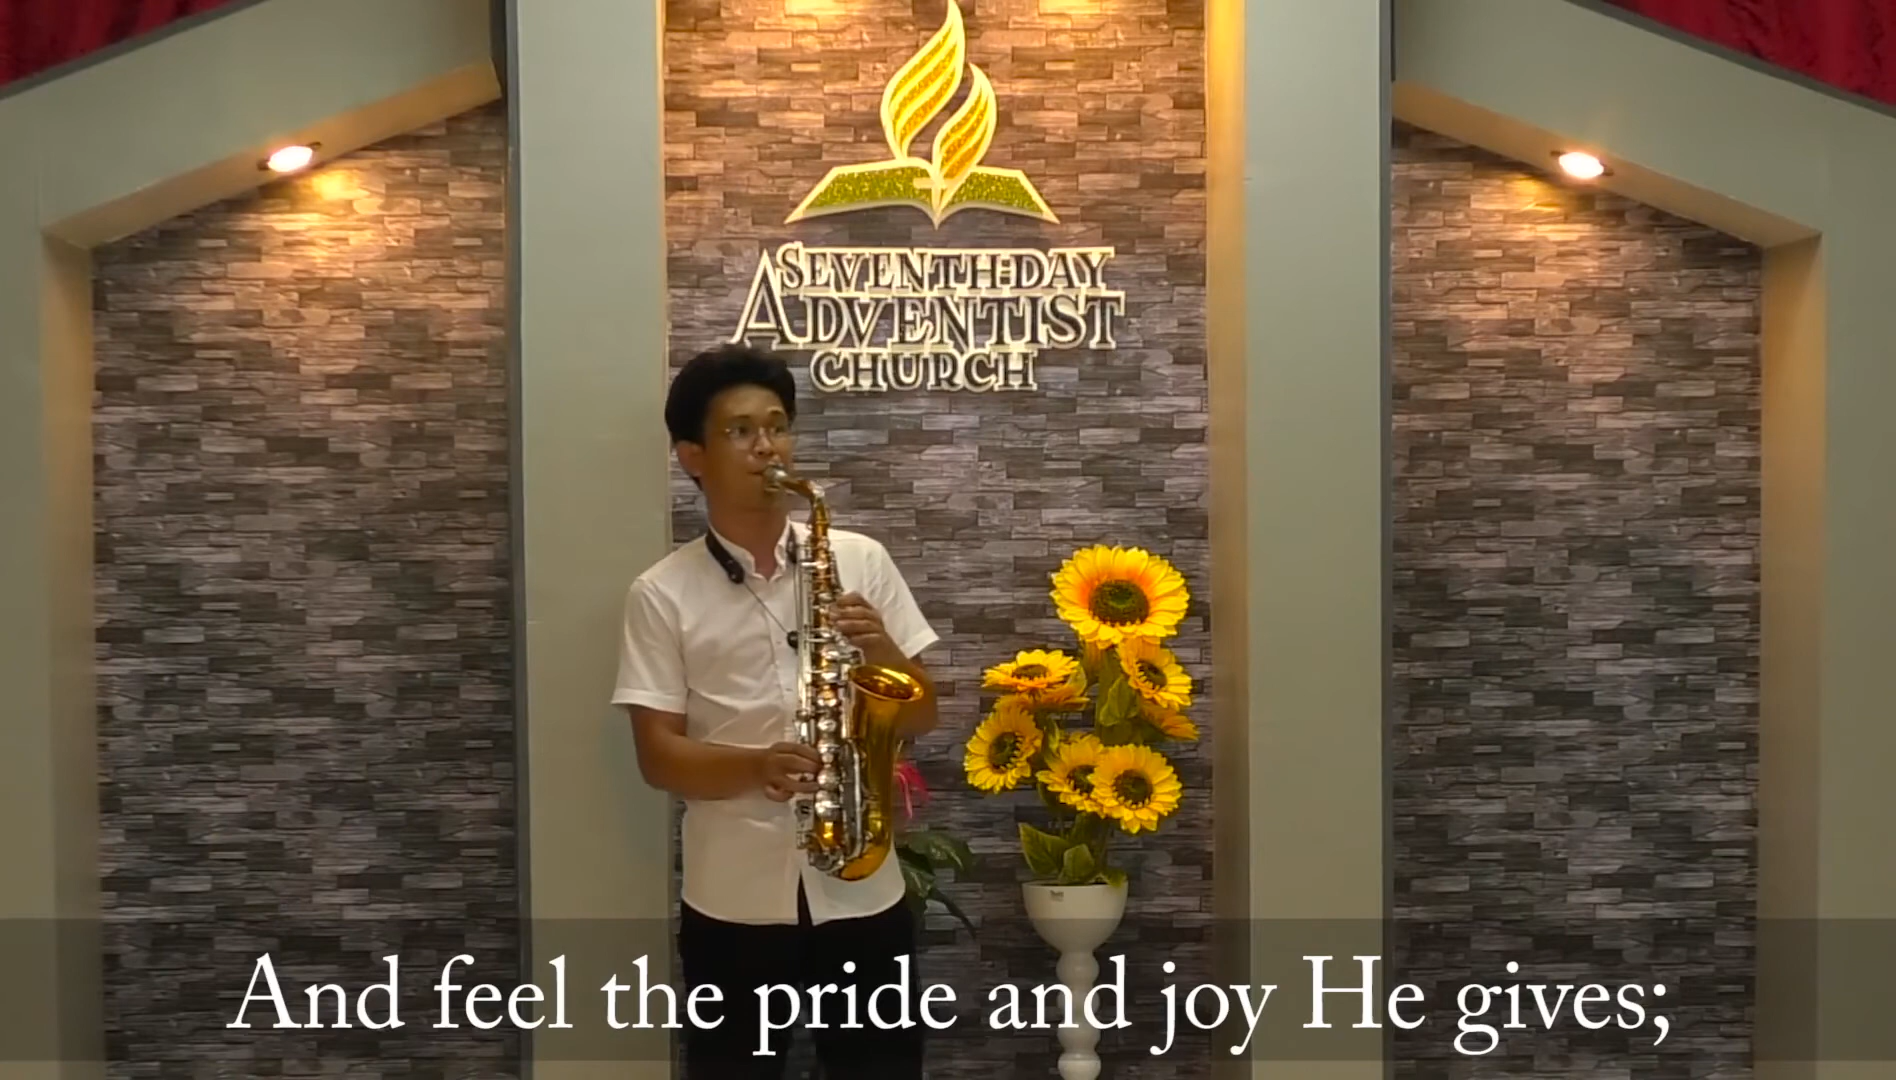 SEVENTH-DAY
ADVENTIST
CHURCH
And feel the pride and joy He gives;